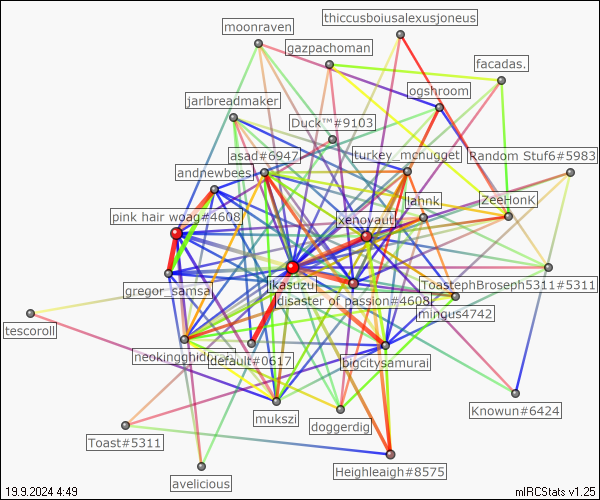 thiccusboiusalexusjoneus
moonraven
gazpachoman
facadas.
ogshroom
jarlbreadmaker
Duck™#9103
asad#6947
turkey_mcnugget
Random Stuf6#5983
andnewbees
lahnk
ZeeHonK
pink hair woag#4608
xenoyaut
ikasuzu
ToastephBroseph5311#5311
gregor_samsa
disaster of passion#4608
mingus4742
tescoroll
default#0617
bigcitysamurai
mukszi
doggerdig
Knowun#6424
Toast#5311
avelicious
Heighleaigh#8575
19.9.2024 4:49
mIRCStats v1.25